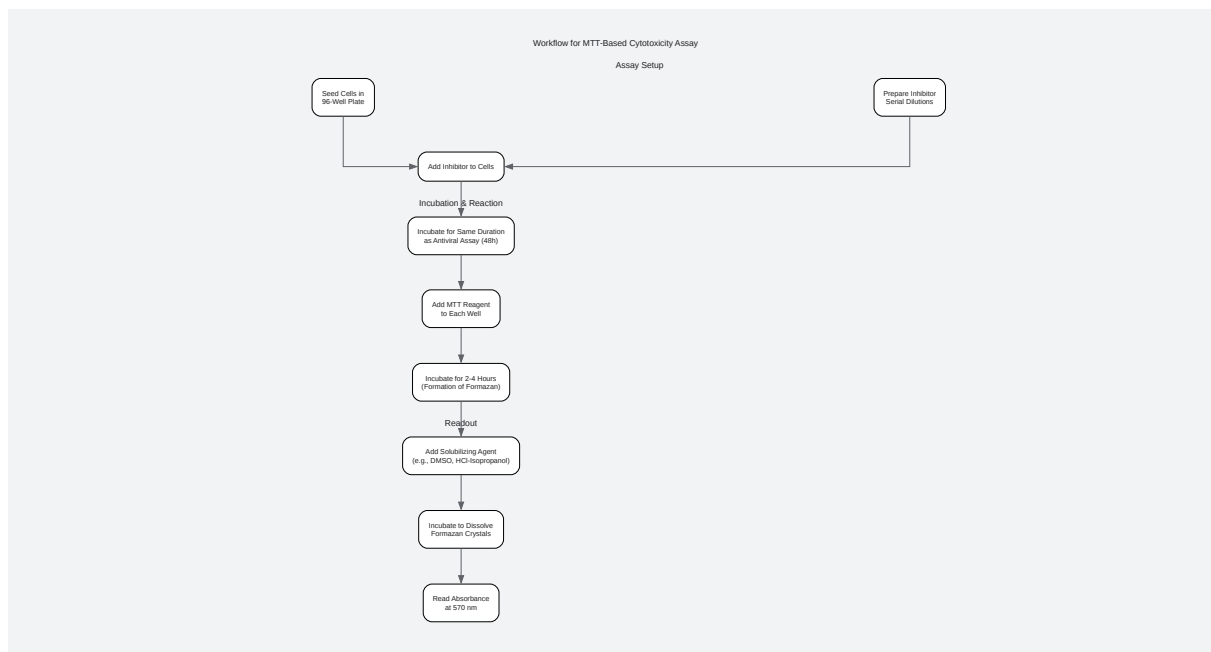 Workflow for MTT-Based Cytotoxicity Assay
Assay Setup
Seed Cells in
96-Well Plate
Prepare Inhibitor
Serial Dilutions
Add Inhibitor to Cells
Incubation & Reaction
Incubate for Same Duration
as Antiviral Assay (48h)
Add MTT Reagent
to Each Well
Incubate for 2-4 Hours
(Formation of Formazan)
Readout
Add Solubilizing Agent
(e.g., DMSO, HCl-Isopropanol)
Incubate to Dissolve
Formazan Crystals
Read Absorbance
at 570 nm